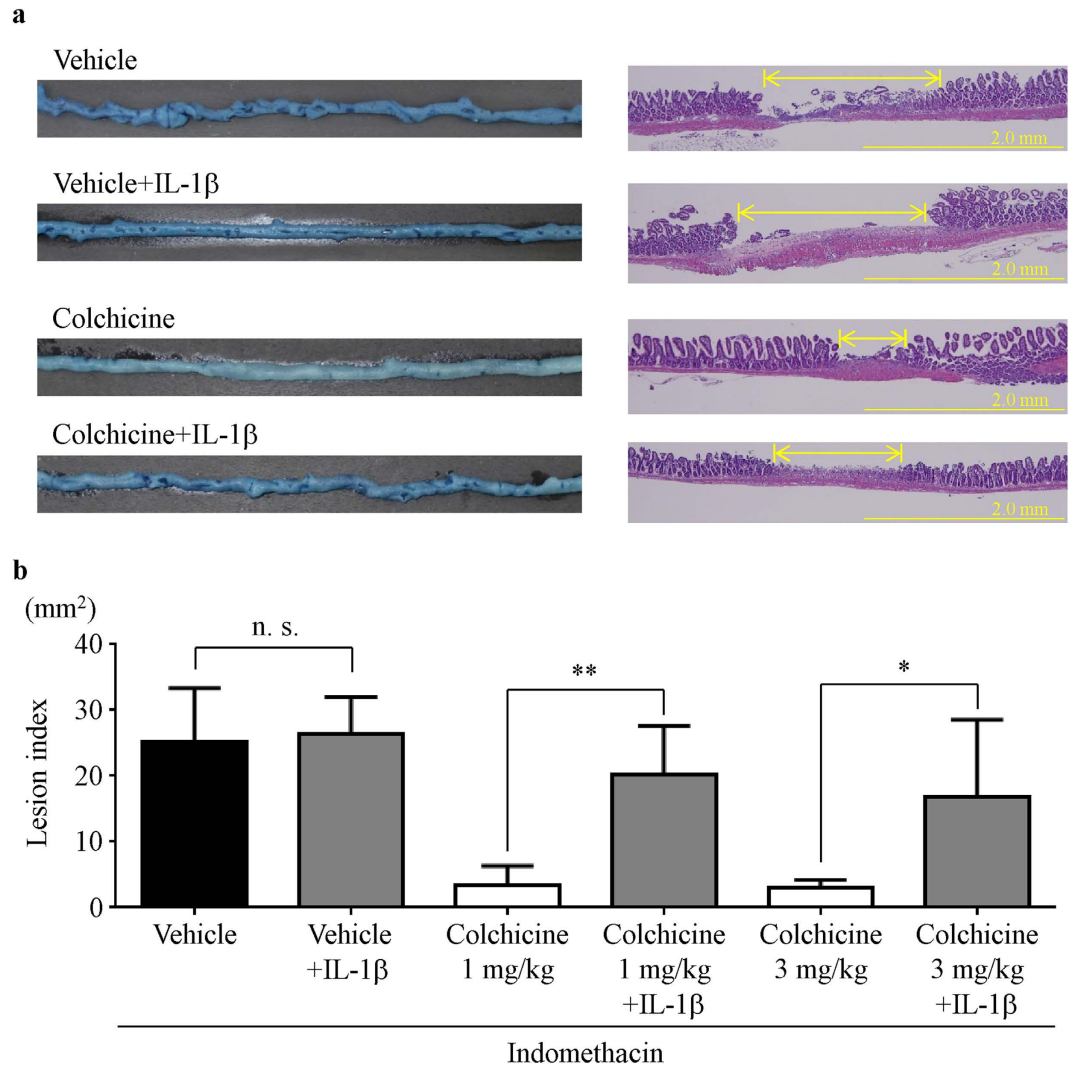 a
Vehicle
2.0 mm
Vehicle+IL-1β
2.0 mm
Colchicine
2.0 mm
Colchicine+IL-1β
2.0 mm
b
(mm²)
Lesion index
40
30
20
10
0
n. s.
**
*
Vehicle
Vehicle
+IL-1β
Colchicine
1 mg/kg
Colchicine
1 mg/kg
+IL-1β
Colchicine
3 mg/kg
Colchicine
3 mg/kg
+IL-1β
Indomethacin